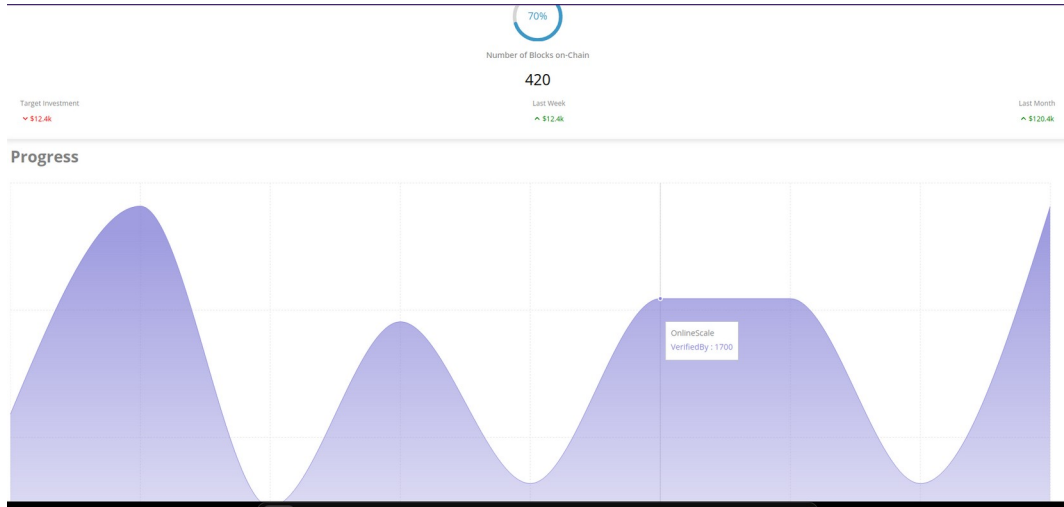 70%
Number of Blocks on-Chain
420
Target Investment
Last Week
Last Month
$12.4k
$12.4k
$120.4k
Progress
OnlineScale
VerifiedBy : 1700